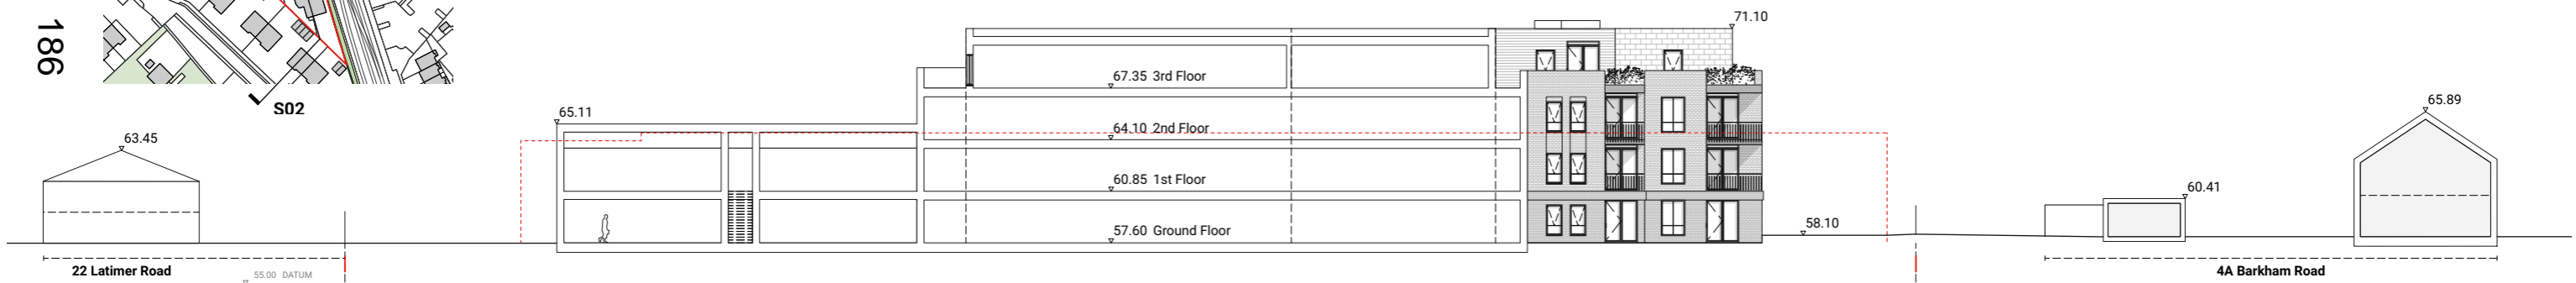 186
S02
71.10
67.35 3rd Floor
65.11
65.89
64.10 2nd Floor
63.45
60.85 1st Floor
60.41
57.60 Ground Floor
58.10
22 Latimer Road
4A Barkham Road
55.00 DATUM